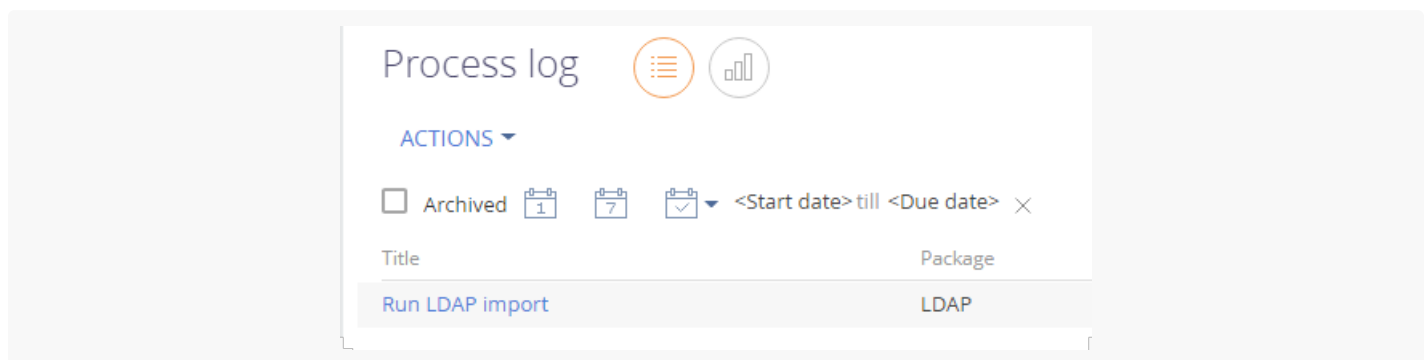 Process log
ACTIONS
Archived 1 7 <Start date> till <Due date>
Title Package
Run LDAP import LDAP